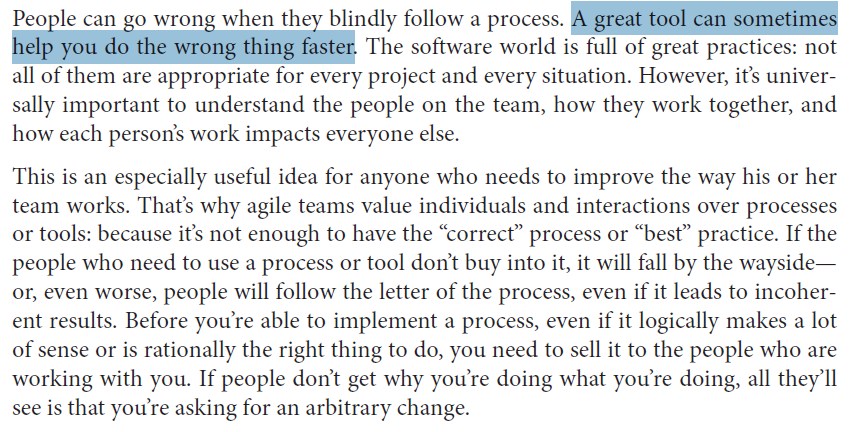 People can go wrong when they blindly follow a process. A great tool can sometimes
help you do the wrong thing faster. The software world is full of great practices: not
all of them are appropriate for every project and every situation. However, it’s univer-
sally important to understand the people on the team, how they work together, and
how each person’s work impacts everyone else.
This is an especially useful idea for anyone who needs to improve the way his or her
team works. That’s why agile teams value individuals and interactions over processes
or tools: because it’s not enough to have the “correct” process or “best” practice. If the
people who need to use a process or tool don’t buy into it, it will fall by the wayside—
or, even worse, people will follow the letter of the process, even if it leads to incoher-
ent results. Before you’re able to implement a process, even if it logically makes a lot
of sense or is rationally the right thing to do, you need to sell it to the people who are
working with you. If people don’t get why you’re doing what you’re doing, all they’ll
see is that you’re asking for an arbitrary change.